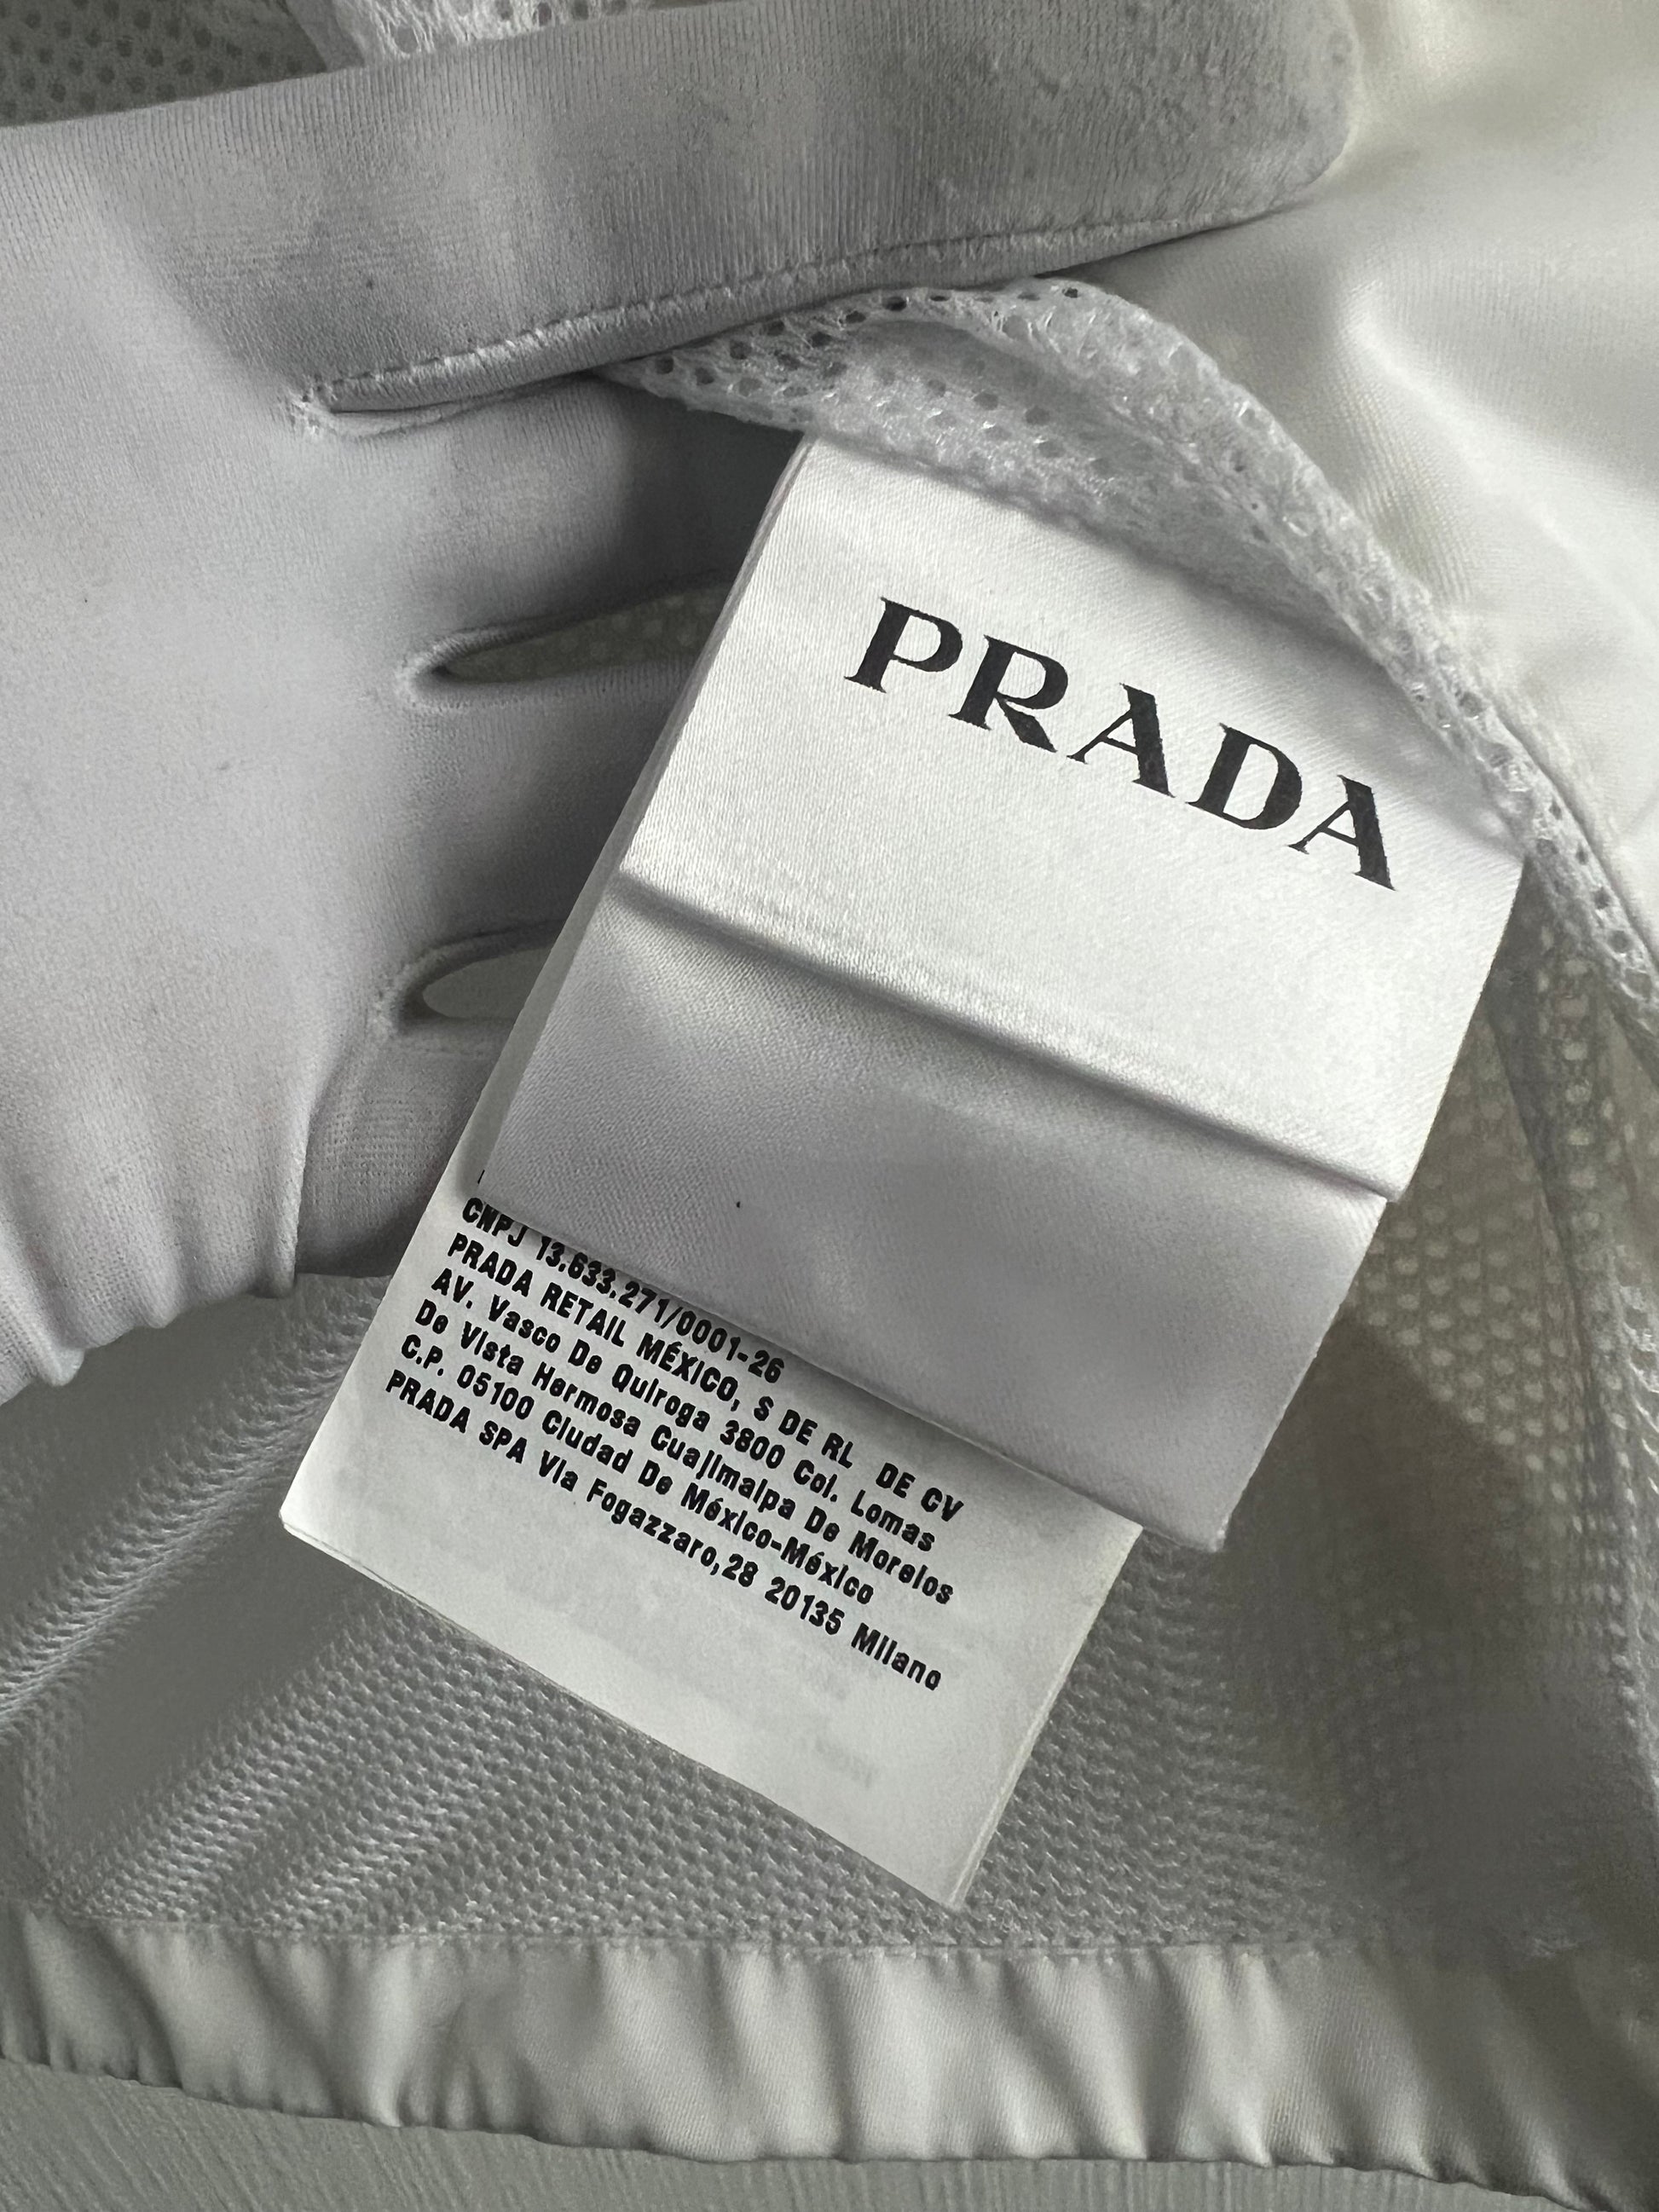 PRADA
CNPJ 13.633.271/0001-26
PRADA RETAIL MÉXICO, S DE RL DE CV
AV. Vasco De Quiroga 3800 Col. Lomas
De Vista Hermosa Cuajimalpa De Morelos
C.P. 05100 Ciudad De México-México
PRADA SPA Via Fogazzaro,28 20135 Milano